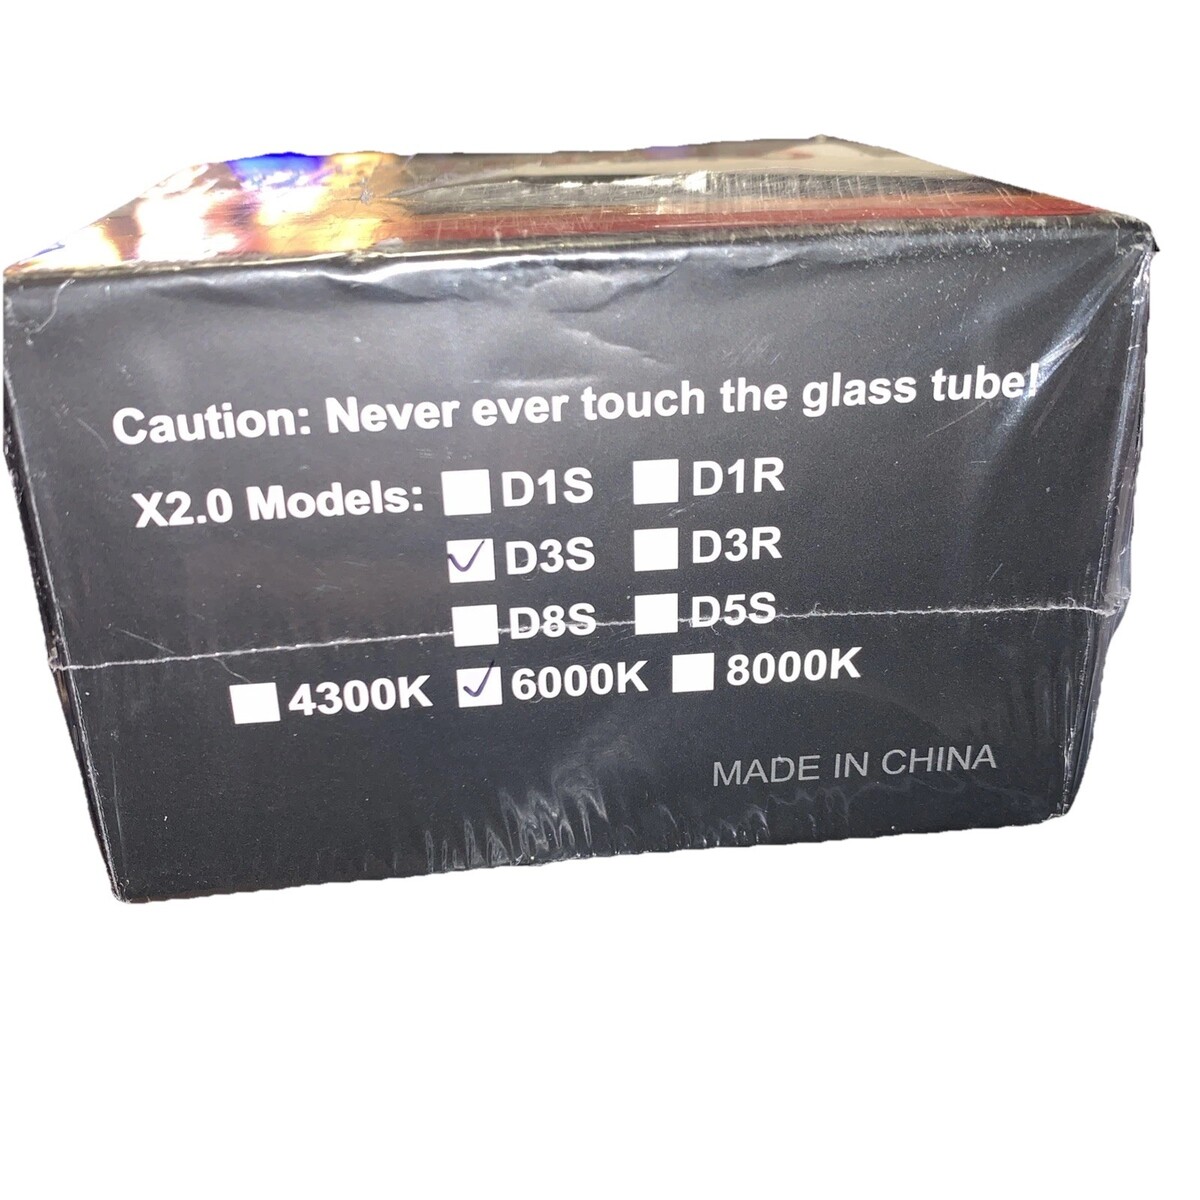 Caution: Never ever touch the glass tube!
X2.0 Models: D1S D1R
D3S D3R
D8S D5S
4300K 6000K 8000K
MADE IN CHINA